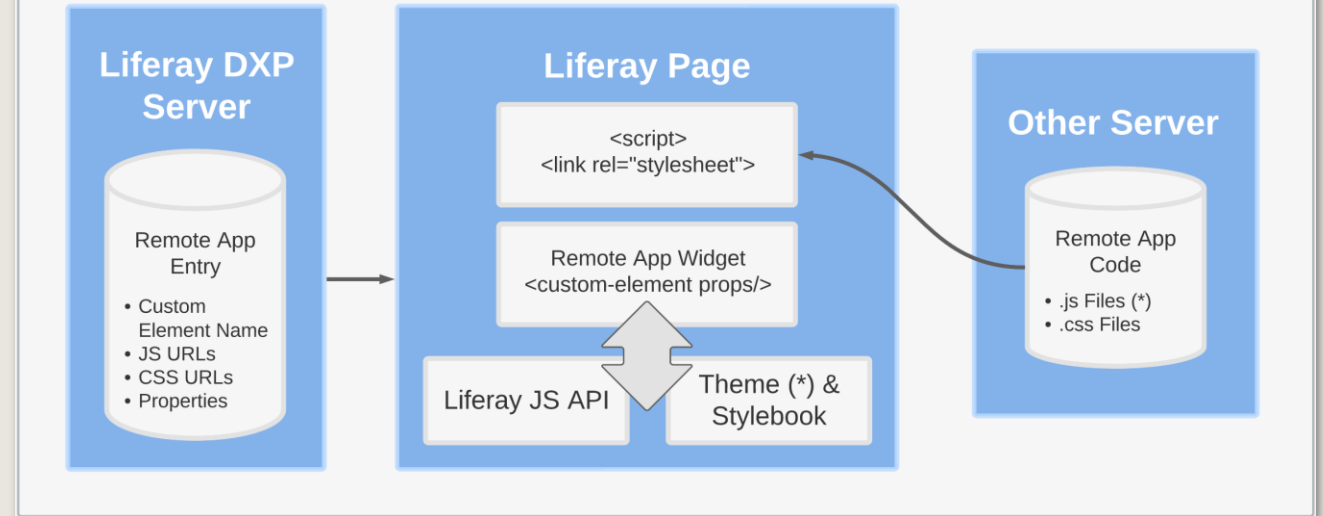 Liferay DXP
Server
Remote App
Entry
• Custom
Element Name
• JS URLs
• CSS URLs
• Properties
Liferay Page
<script>
<link rel="stylesheet">
Remote App Widget
<custom-element props/>
Liferay JS API
Theme (*) &
Stylebook
Other Server
Remote App
Code
• .js Files (*)
• .css Files